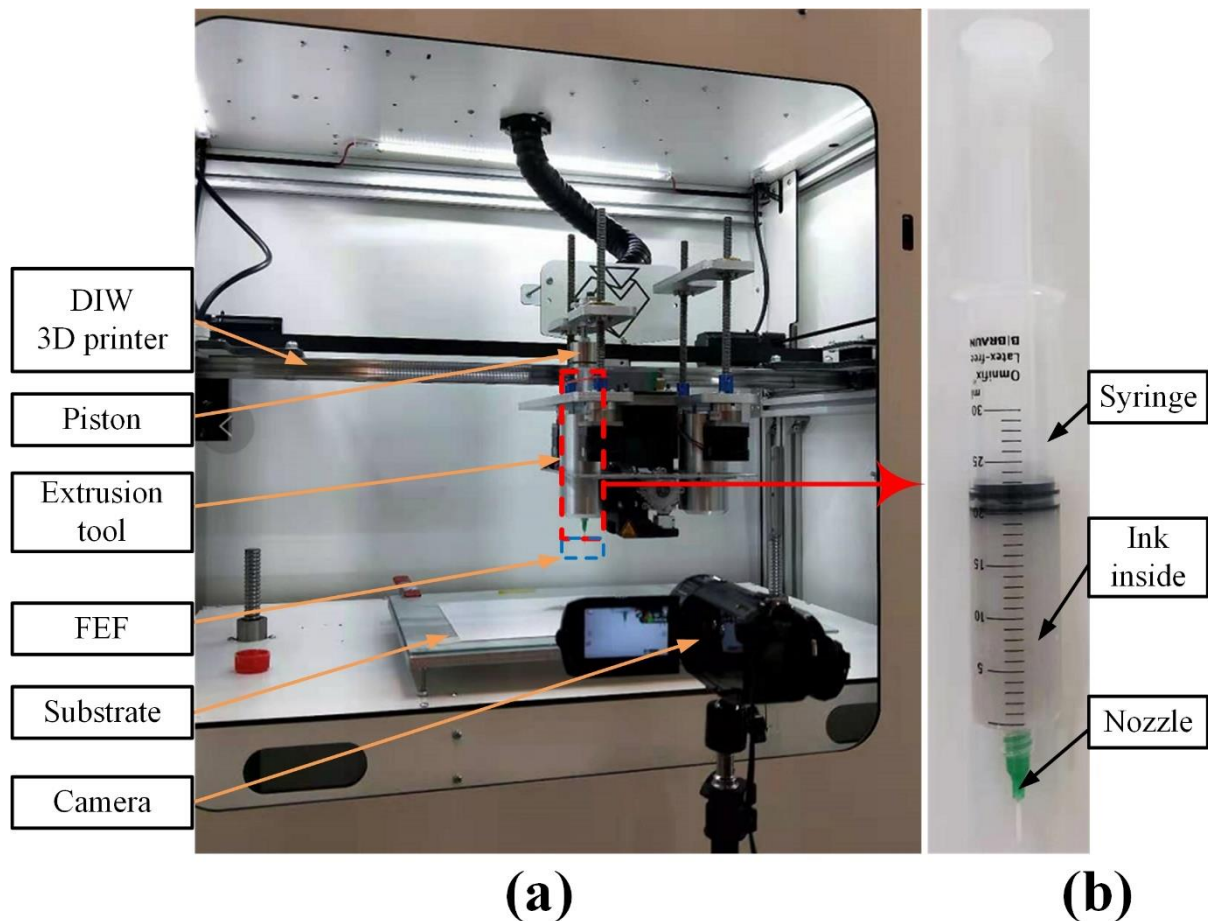 DIW
3D printer
Piston
Extrusion
tool
FEF
Substrate
Camera
B|BRAUN
Omnifix
Latex-free
ml
30
25
20
15
10
5
Syringe
Ink
inside
Nozzle
(a)
(b)